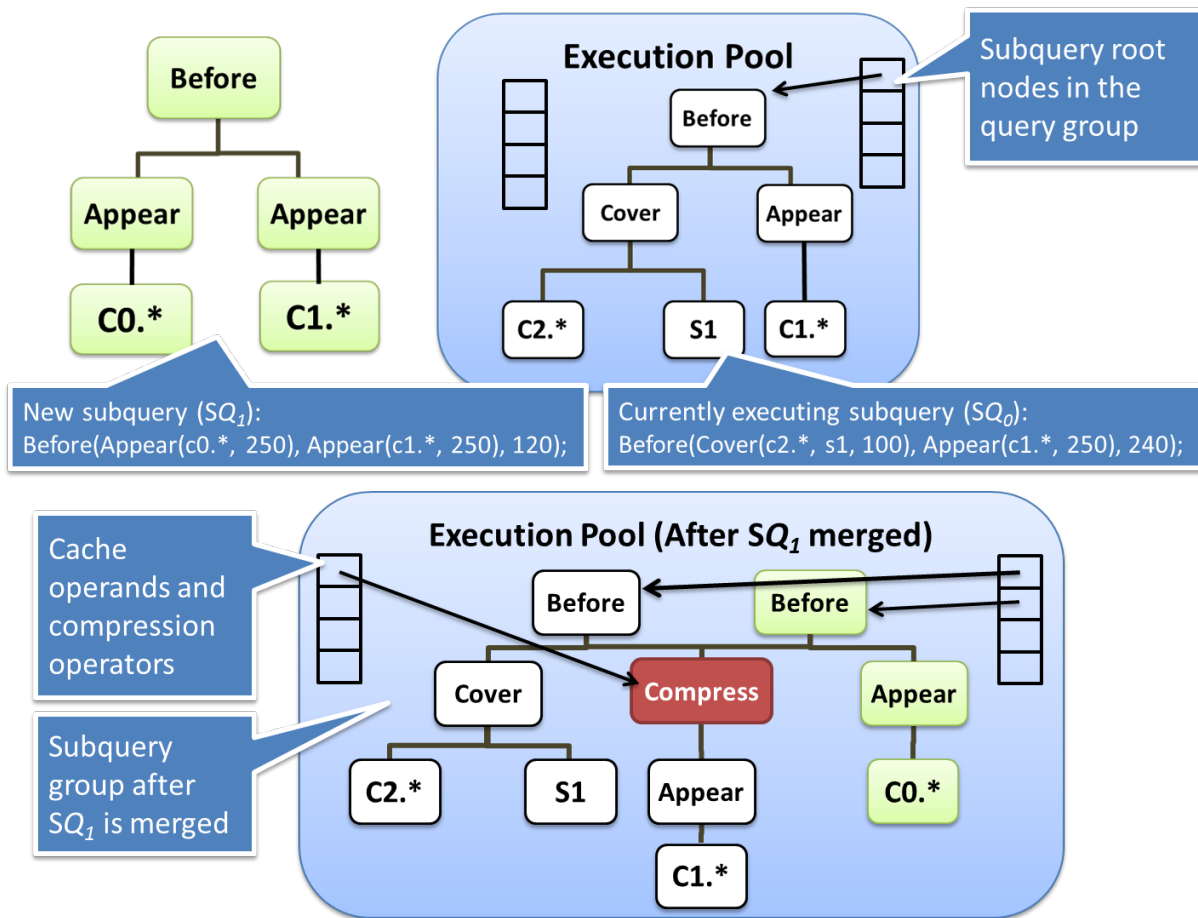 Before
Appear
Appear
C0.*
C1.*
New subquery (SQ1):
Before(Appear(c0.*, 250), Appear(c1.*, 250), 120);
Execution Pool
Before
Cover
Appear
C2.*
S1
C1.*
Subquery root
nodes in the
query group
Currently executing subquery (SQ0):
Before(Cover(c2.*, s1, 100), Appear(c1.*, 250), 240);
Execution Pool (After SQ1 merged)
Cache
operands and
compression
operators
Before
Before
Cover
Compress
Appear
Subquery
group after
SQ1 is merged
C2.*
S1
Appear
C0.*
C1.*